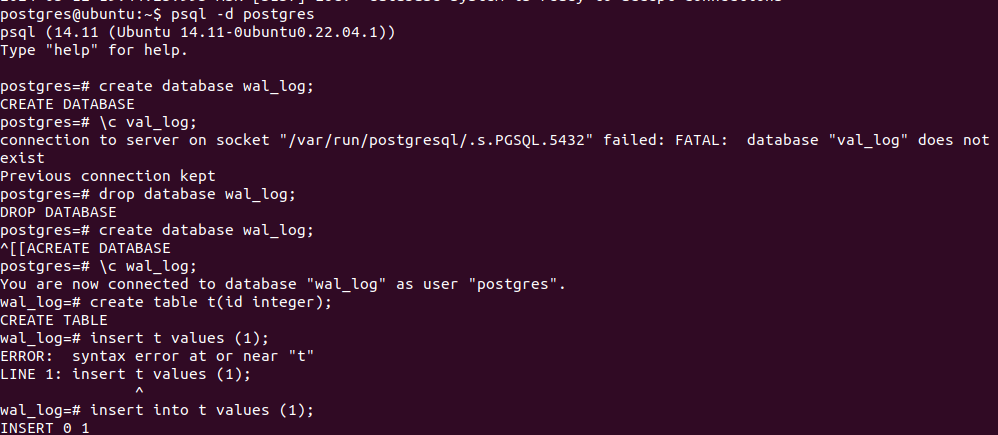 postgres@ubuntu:~$ psql -d postgres
psql (14.11 (Ubuntu 14.11-0ubuntu0.22.04.1))
Type "help" for help.
postgres=# create database wal_log;
CREATE DATABASE
postgres=# \c val_log;
connection to server on socket "/var/run/postgresql/.s.PGSQL.5432" failed: FATAL:  database "val_log" does not
exist
Previous connection kept
postgres=# drop database wal_log;
DROP DATABASE
postgres=# create database wal_log;
^[[ACREATE DATABASE
postgres=# \c wal_log;
You are now connected to database "wal_log" as user "postgres".
wal_log=# create table t(id integer);
CREATE TABLE
wal_log=# insert t values (1);
ERROR:  syntax error at or near "t"
LINE 1: insert t values (1);
^
wal_log=# insert into t values (1);
INSERT 0 1